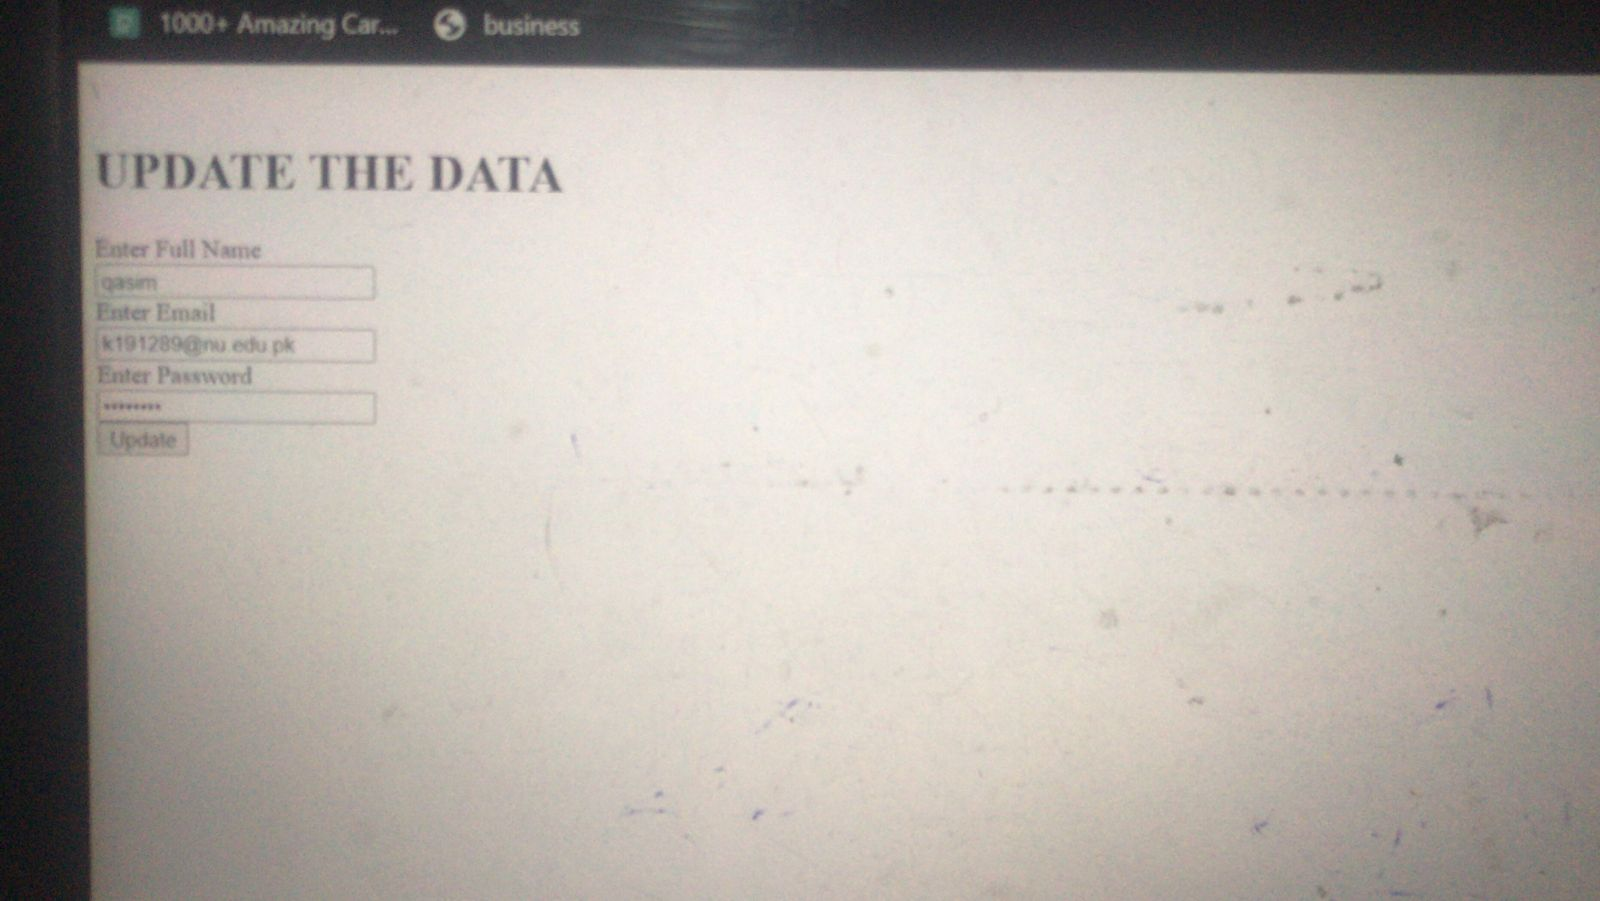 1000+ Amazing Car... business
UPDATE THE DATA
Enter Full Name
qasim
Enter Email
k191289@nu.edu.pk
Enter Password
••••••••
Update